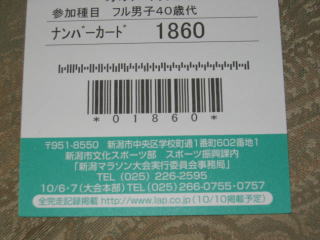 参加種目 フル男子40歳代
ナンバーカード 1860
*01860*
〒951-8550 新潟市中央区学校町通1番町602番地1
新潟市文化スポーツ部 スポーツ振興課内
「新潟マラソン大会実行委員会事務局」
TEL (025) 226-2595
10/6・7 (大会本部) TEL (025) 266-0755・0757
全完走記録掲載 http://www.lap.co.jp (10/10掲載予定)